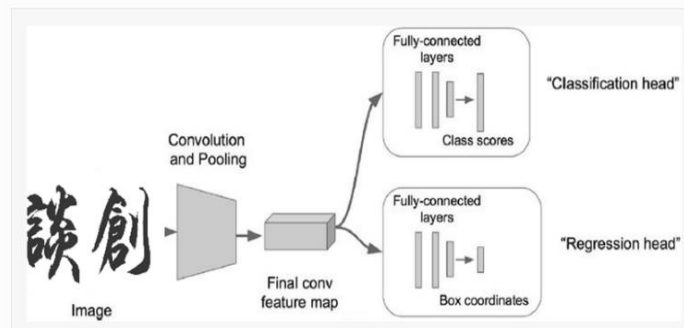 談 創
Image
Convolution
and Pooling
Final conv
feature map
Fully-connected
layers
Class scores
"Classification head"
Fully-connected
layers
Box coordinates
"Regression head"